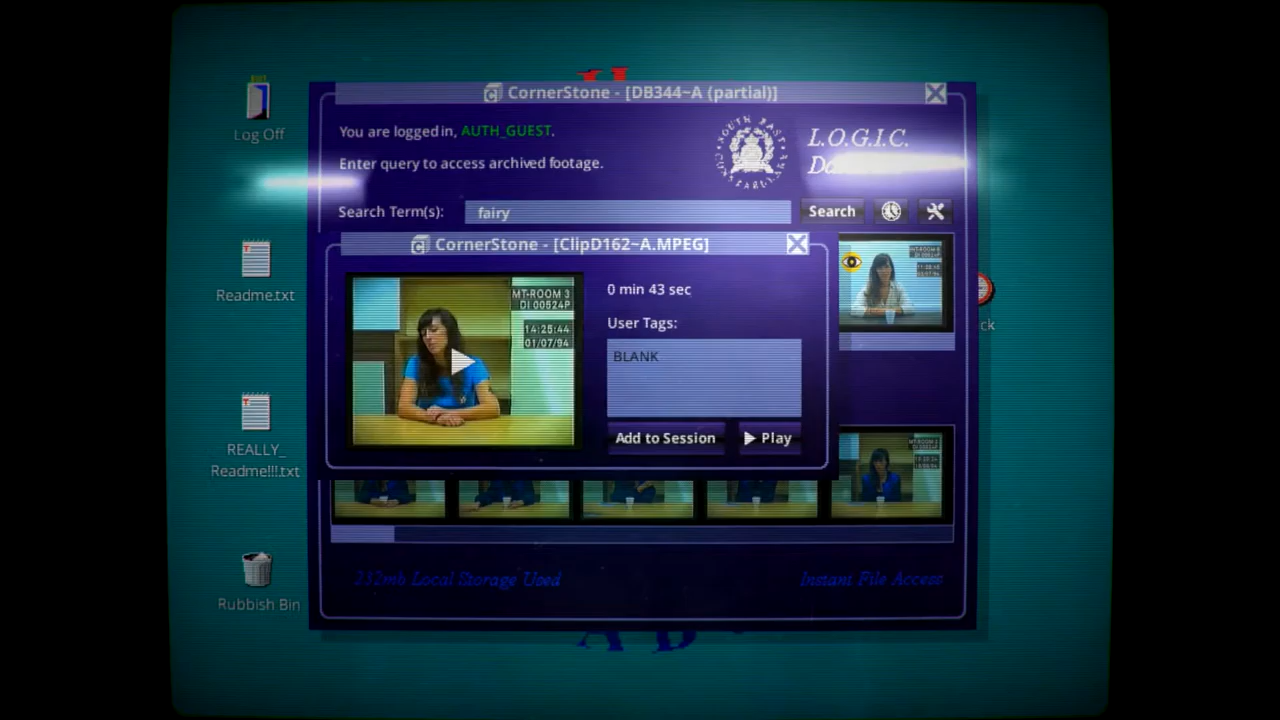 CornerStone - [DB344~A (partial)]
Log Off
You are logged in, AUTH_GUEST.
Enter query to access archived footage.
SOUTH EAST
L.O.G.I.C.
Search Term(s):
fairy
Search
CornerStone - [ClipD162~A.MPEG]
MT-ROOM 3
DI 00524P
14:25:44
01/07/94
0 min 43 sec
User Tags:
BLANK
Add to Session
Play
Readme.txt
REALLY_
Readme!!!.txt
232mb Local Storage Used
Instant File Access
Rubbish Bin